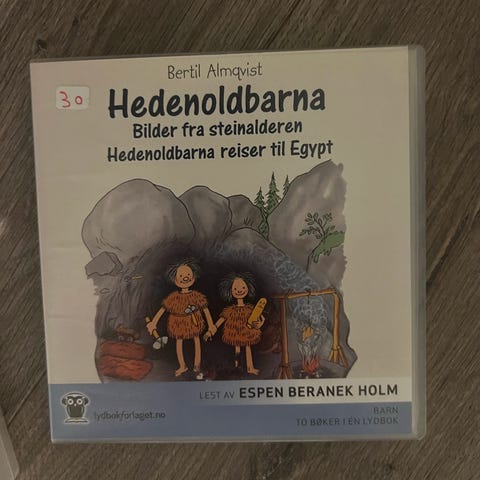 Bertil Almqvist
30
Hedenoldbarna
Bilder fra steinalderen
Hedenoldbarna reiser til Egypt
LEST AV ESPEN BERANEK HOLM
lydbokforlaget.no
BARN
TO BØKER I EN LYDBOK